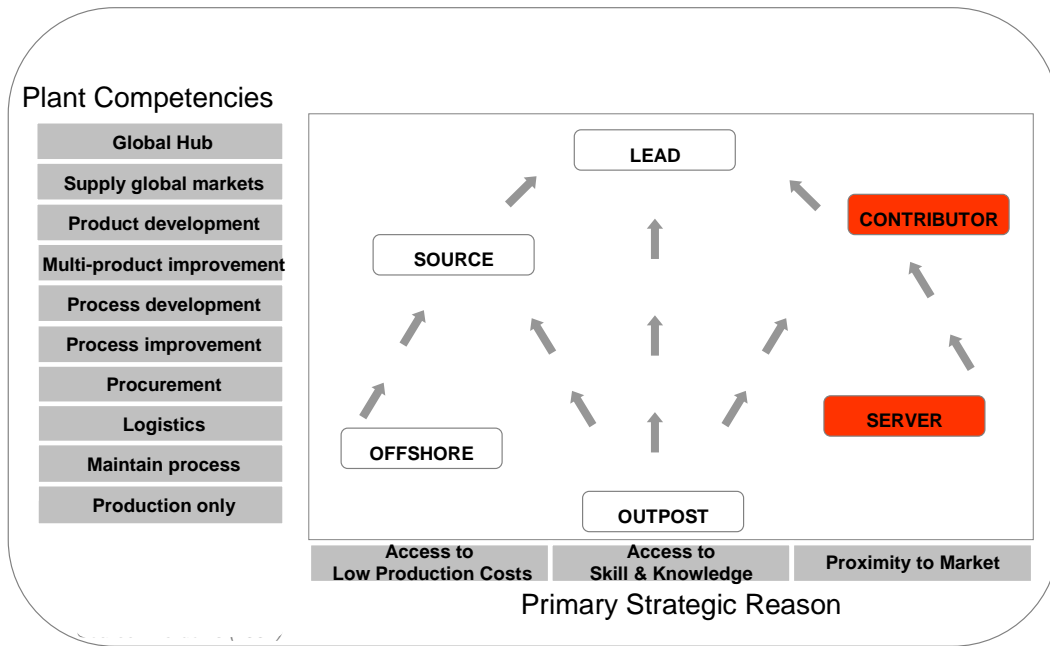 Plant Competencies
Global Hub
Supply global markets
Product development
Multi-product improvement
Process development
Process improvement
Procurement
Logistics
Maintain process
Production only
LEAD
CONTRIBUTOR
SOURCE
SERVER
OFFSHORE
OUTPOST
Access to
Low Production Costs
Access to
Skill & Knowledge
Proximity to Market
Primary Strategic Reason